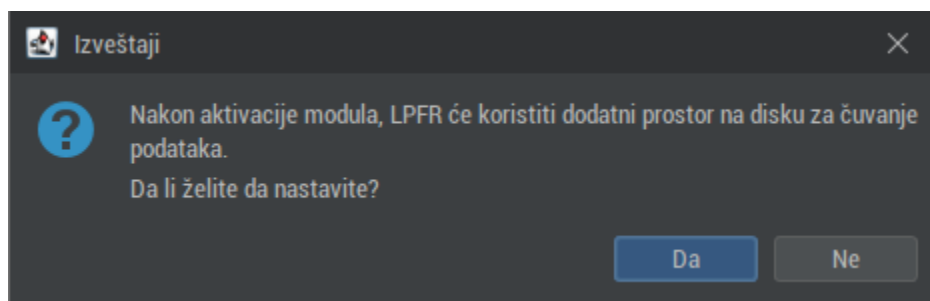 Izveštaji
Nakon aktivacije modula, LPFR će koristiti dodatni prostor na disku za čuvanje
podataka.
Da li želite da nastavite?
Da
Ne